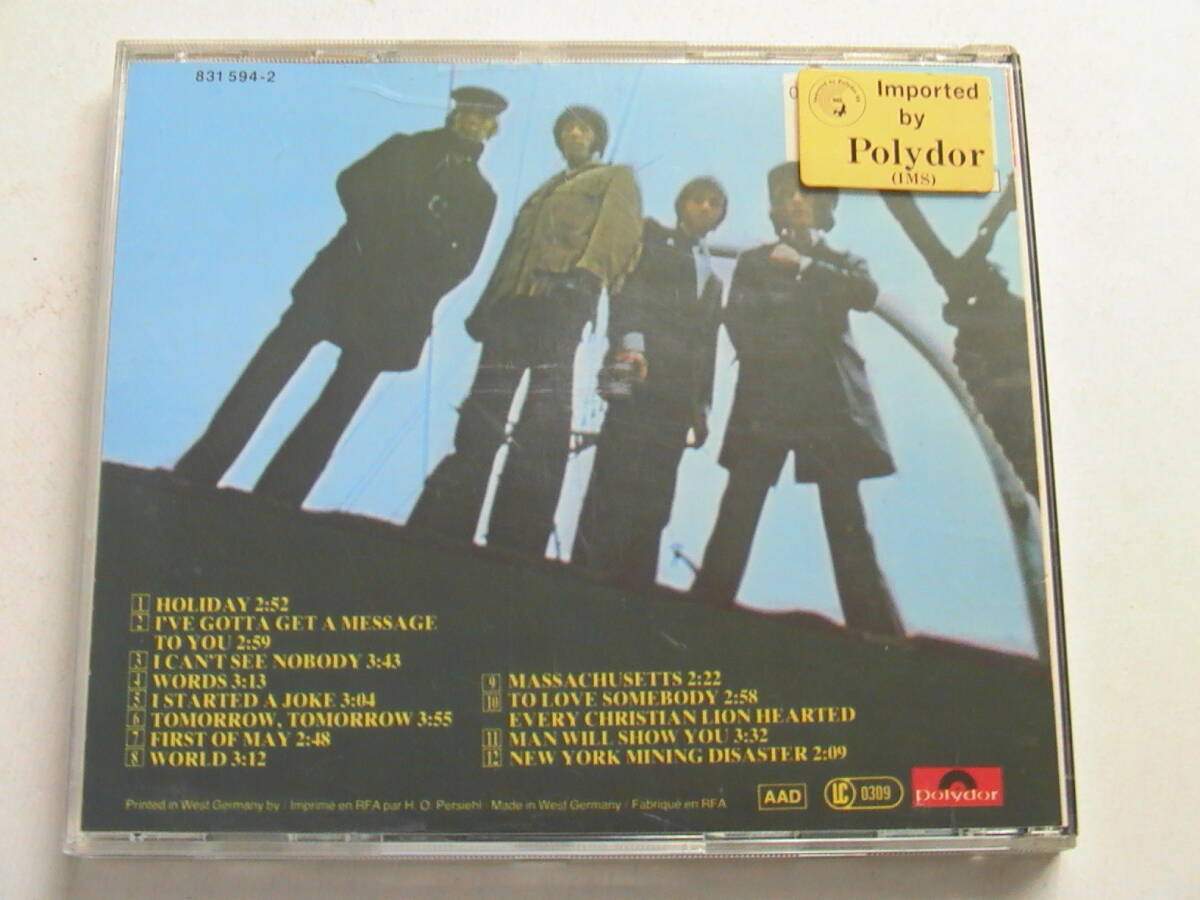 831 594-2
Imported
by
Polydor
(IMS)
1 HOLIDAY 2:52
2 I'VE GOTTA GET A MESSAGE
TO YOU 2:59
3 I CAN'T SEE NOBODY 3:43
4 WORDS 3:13
5 I STARTED A JOKE 3:04
6 TOMORROW, TOMORROW 3:55
7 FIRST OF MAY 2:48
8 WORLD 3:12
9 MASSACHUSETTS 2:22
10 TO LOVE SOMEBODY 2:58
EVERY CHRISTIAN LION HEARTED
11 MAN WILL SHOW YOU 3:32
12 NEW YORK MINING DISASTER 2:09
Printed in West Germany by / Imprimé en RFA par H. O. Persiehl · Made in West Germany / Fabriqué en RFA
AAD
LC 0309
polydor